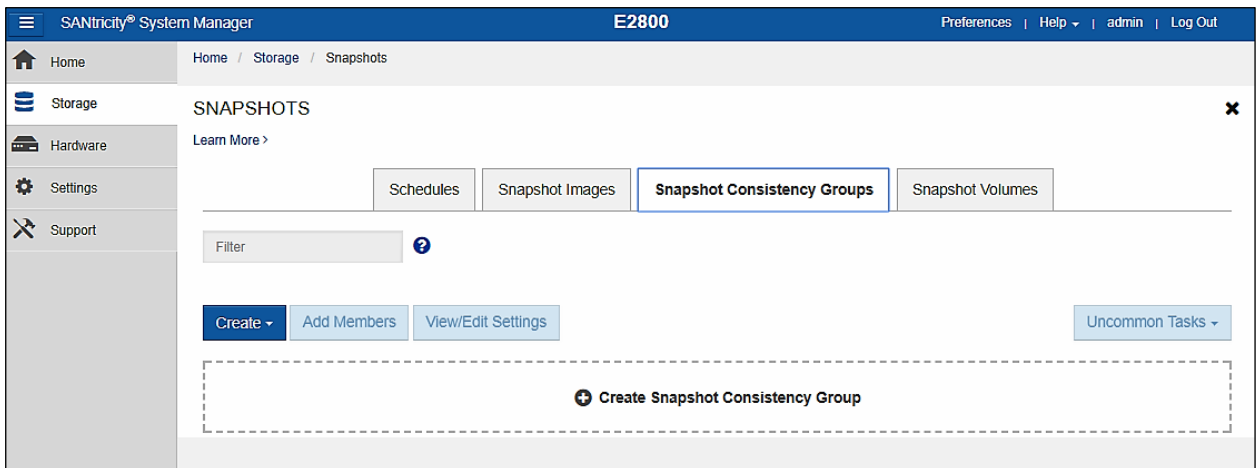 SANtricity® System Manager
E2800
Preferences | Help | admin | Log Out
Home
Storage
Hardware
Settings
Support
Home / Storage / Snapshots
SNAPSHOTS
Learn More >
Schedules
Snapshot Images
Snapshot Consistency Groups
Snapshot Volumes
Filter
?
Create
Add Members
View/Edit Settings
Uncommon Tasks
Create Snapshot Consistency Group